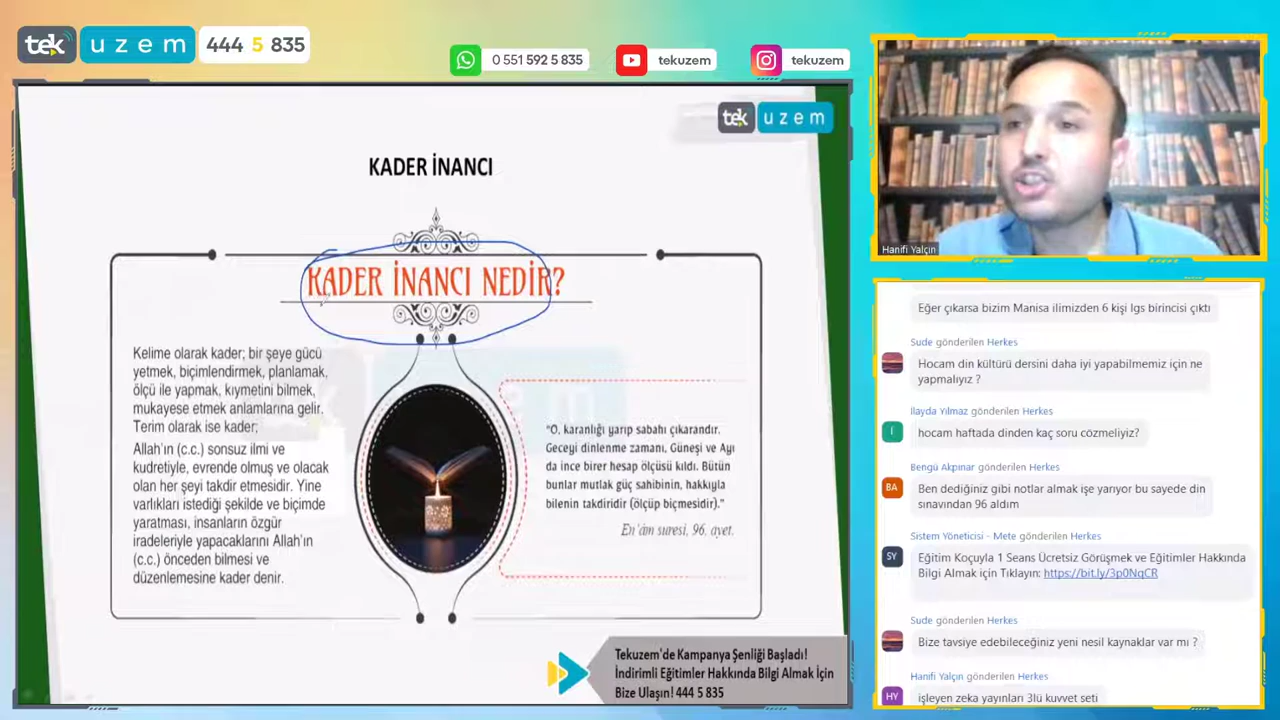 tek uzem 444 5 835
0 551 592 5 835
tekuzem
tekuzem
tek uzem
KADER İNANCI
KADER İNANCI NEDİR?
Kelime olarak kader; bir şeye gücü
yetmek, biçimlendirmek, planlamak,
ölçü ile yapmak, kıymetini bilmek,
mukayese etmek anlamlarına gelir.
Terim olarak ise kader;
Allah'ın (c.c.) sonsuz ilmi ve
kudretiyle, evrende olmuş ve olacak
olan her şeyi takdir etmesidir. Yine
varlıkları istediği şekilde ve biçimde
yaratması, insanların özgür
iradeleriyle yapacaklarını Allah'ın
(c.c.) önceden bilmesi ve
düzenlemesine kader denir.
"O, karanlığı yarıp sabahı çıkarandır.
Geceyi dinlenme zamanı, Güneşi ve Ayı
da ince birer hesap ölçüsü kıldı. Bütün
bunlar mutlak güç sahibinin, hakkıyla
bilenin takdiridir (ölçüp biçmesidir)."
En'âm suresi, 96. ayet.
Tekuzem'de Kampanya Şenliği Başladı!
İndirimli Eğitimler Hakkında Bilgi Almak İçin
Bize Ulaşın! 444 5 835
Hanifi Yalçın
Eğer çıkarsa bizim Manisa ilimizden 6 kişi lgs birincisi çıktı
Sude gönderilen Herkes
Hocam din kültürü dersini daha iyi yapabilmemiz için ne
yapmalıyız ?
İlayda Yılmaz gönderilen Herkes
İ
hocam haftada dinden kaç soru çözmeliyiz?
Bengü Akpınar gönderilen Herkes
BA
Ben dediğiniz gibi notlar almak işe yarıyor bu sayede din
sınavından 96 aldım
Sistem Yöneticisi - Mete gönderilen Herkes
SY
Eğitim Koçuyla 1 Seans Ücretsiz Görüşmek ve Eğitimler Hakkında
Bilgi Almak için Tıklayın: https://bit.ly/3p0NqCR
Sude gönderilen Herkes
Bize tavsiye edebileceğiniz yeni nesil kaynaklar var mı ?
Hanifi Yalçın gönderilen Herkes
HY
işleyen zeka yayınları 3lü kuvvet seti